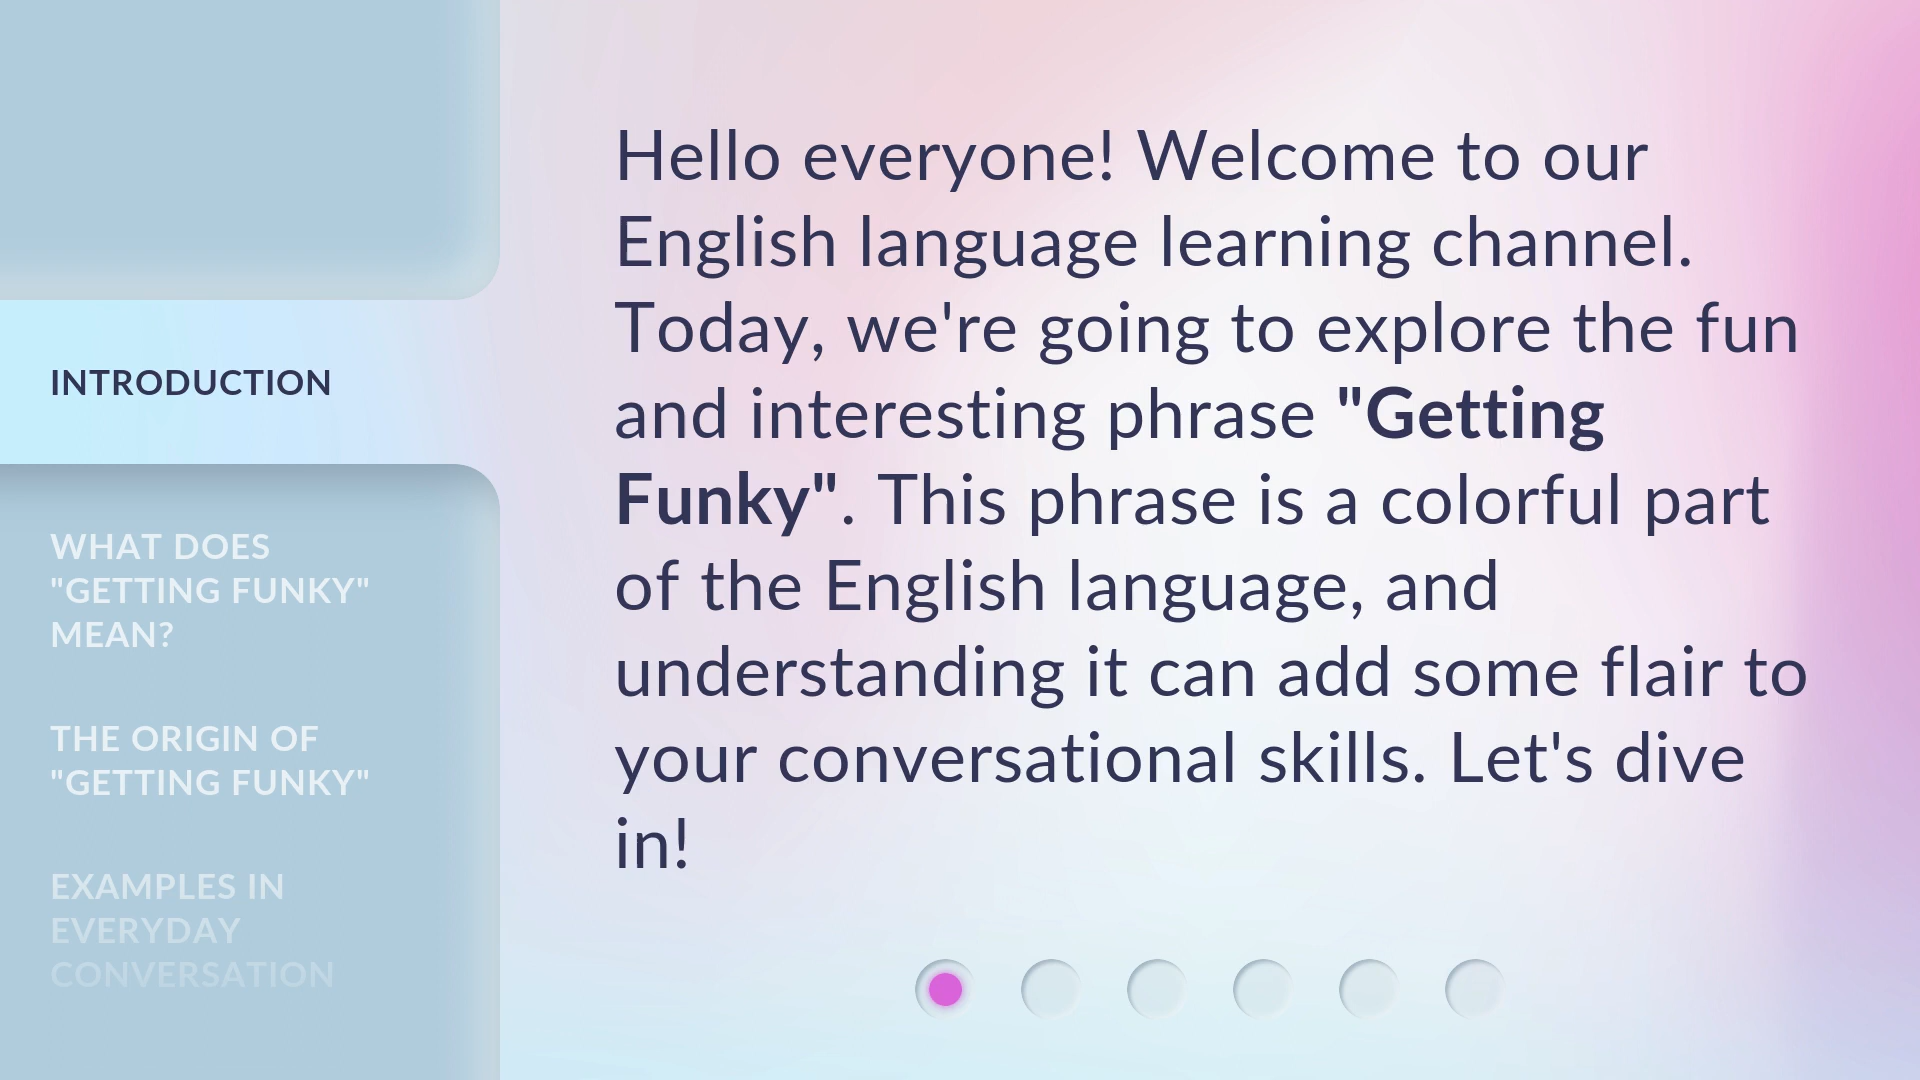 INTRODUCTION
WHAT DOES
"GETTING FUNKY"
MEAN?
THE ORIGIN OF
"GETTING FUNKY"
EXAMPLES IN
EVERYDAY
CONVERSATION
Hello everyone! Welcome to our
English language learning channel.
Today, we're going to explore the fun
and interesting phrase "Getting
Funky". This phrase is a colorful part
of the English language, and
understanding it can add some flair to
your conversational skills. Let's dive
in!